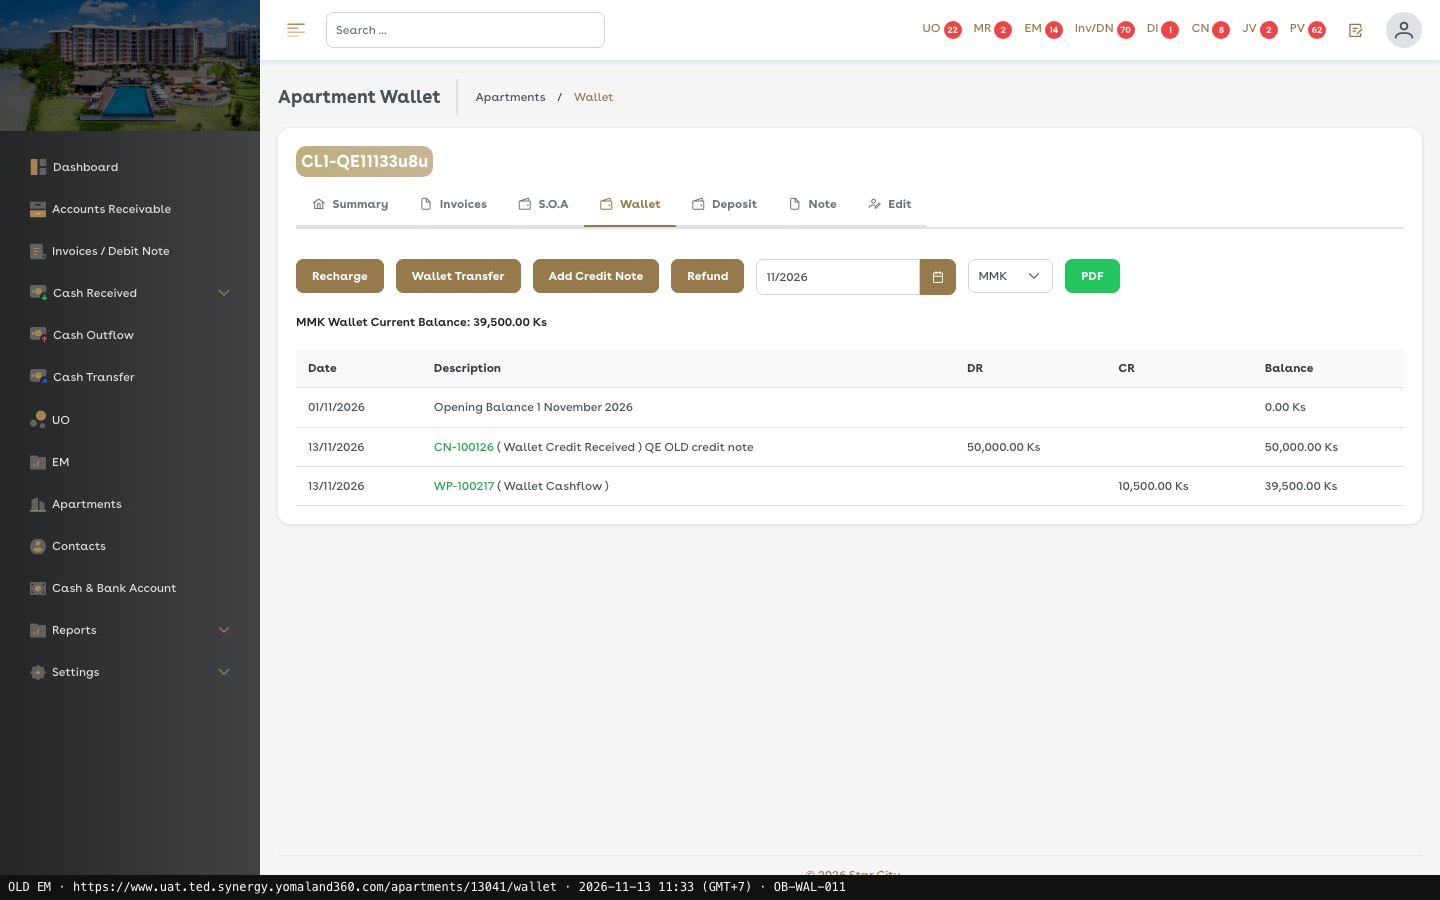 Search ...
UO 22 MR 2 EM 14 Inv/DN 70 DI 1 CN 8 JV 2 PV 62
Apartment Wallet
Apartments / Wallet
Dashboard
Accounts Receivable
Invoices / Debit Note
Cash Received
Cash Outflow
Cash Transfer
UO
EM
Apartments
Contacts
Cash & Bank Account
Reports
Settings
CL1-QE11133u8u
Summary Invoices S.O.A Wallet Deposit Note Edit
Recharge Wallet Transfer Add Credit Note Refund 11/2026 MMK PDF
MMK Wallet Current Balance: 39,500.00 Ks
Date Description DR CR Balance
01/11/2026 Opening Balance 1 November 2026 0.00 Ks
13/11/2026 CN-100126 ( Wallet Credit Received ) QE OLD credit note 50,000.00 Ks 50,000.00 Ks
13/11/2026 WP-100217 ( Wallet Cashflow ) 10,500.00 Ks 39,500.00 Ks
© 2026 Star City
OLD EM · https://www.uat.ted.synergy.yomaland360.com/apartments/13041/wallet · 2026-11-13 11:33 (GMT+7) · OB-WAL-011